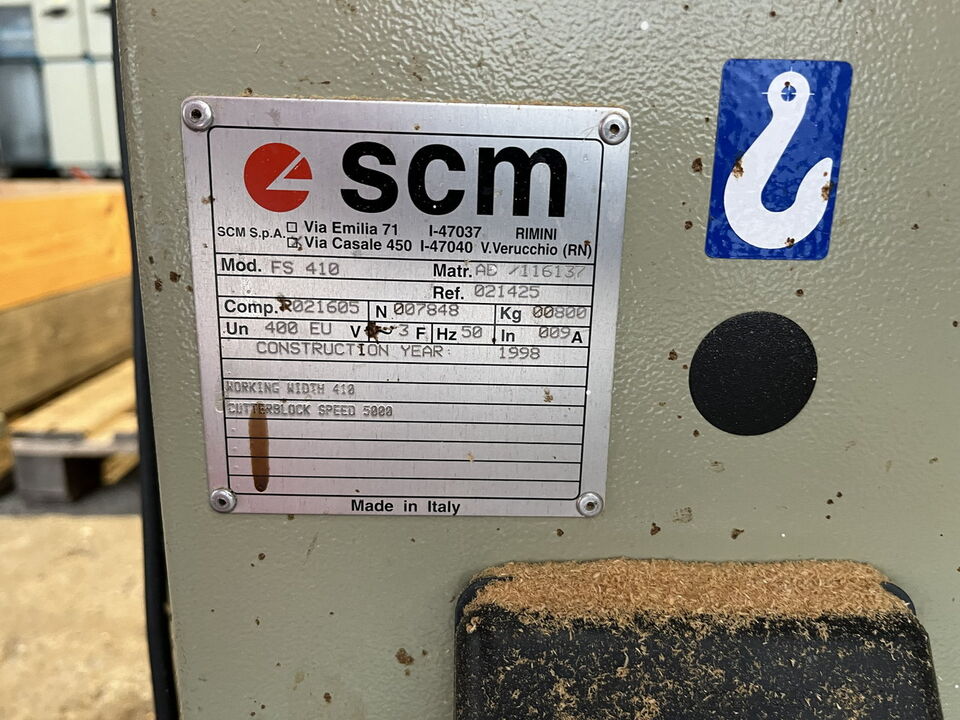 scm
SCM S.p.A. Via Emilia 71 I-47037 RIMINI
Via Casale 450 I-47040 V.Verucchio (RN)
Mod. FS 410 Matr. AD /116137
Ref. 021425
Comp. R021605 N 007848 Kg 00800
Un 400 EU V 3 F Hz 50 In 009 A
CONSTRUCTION YEAR: 1998
WORKING WIDTH 410
CUTTERBLOCK SPEED 5000
Made in Italy